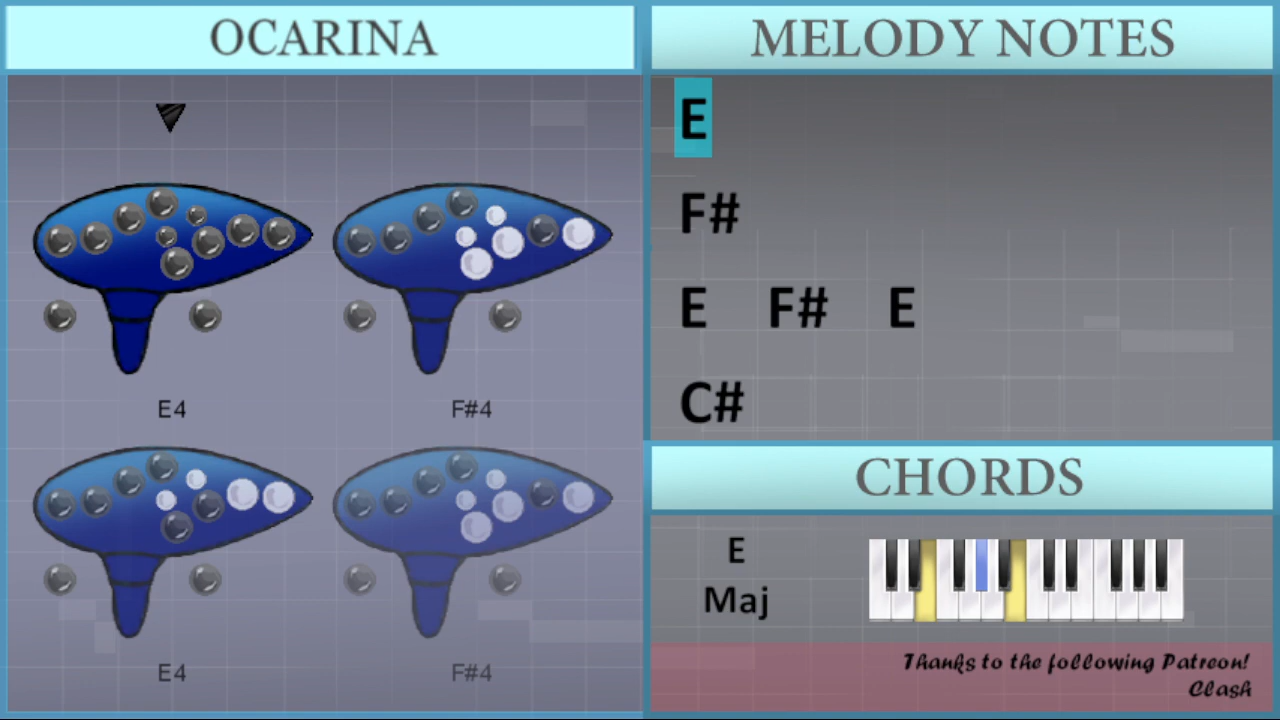 OCARINA
E4
F#4
E4
F#4
MELODY NOTES
E
F#
E F# E
C#
CHORDS
E
Maj
Thanks to the following Patreon!
Clash